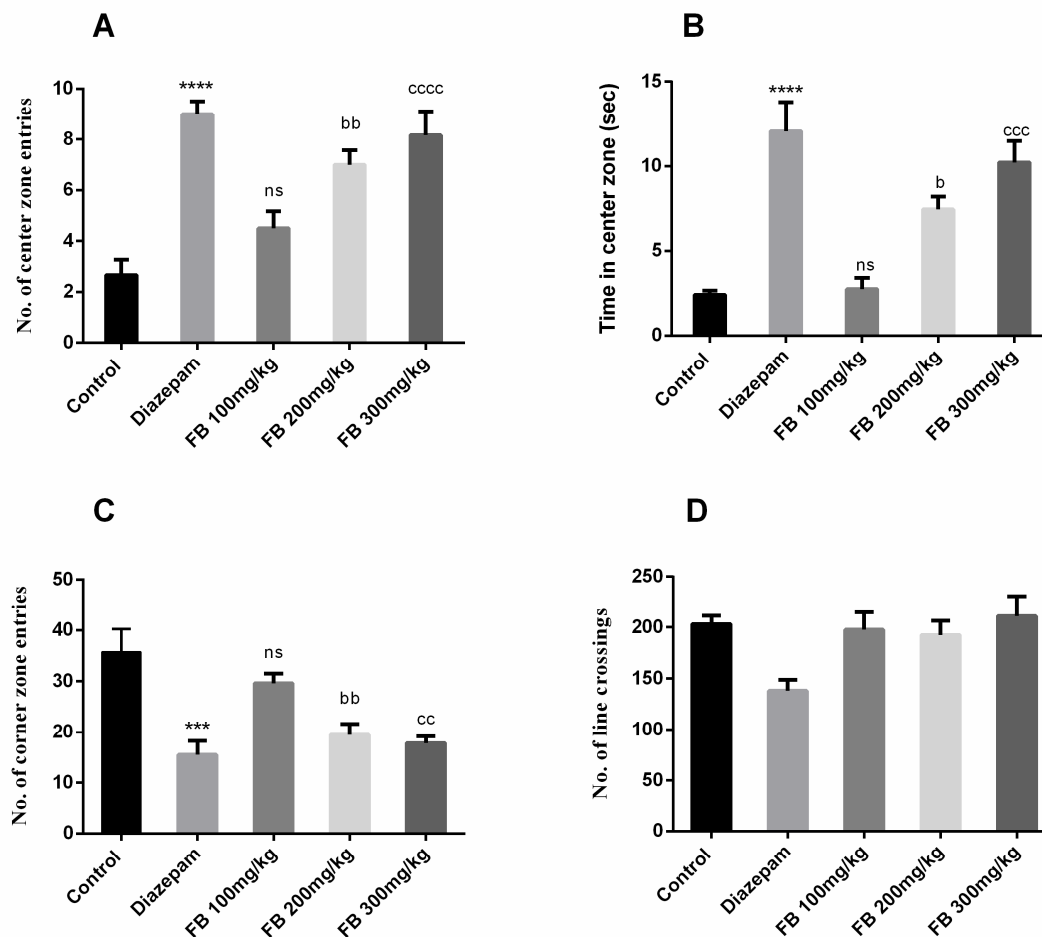 A
No. of center zone entries
10
8
6
4
2
0
****
ns
bb
cccc
Control
Diazepam
FB 100mg/kg
FB 200mg/kg
FB 300mg/kg
B
Time in center zone (sec)
15
10
5
0
****
ns
b
ccc
Control
Diazepam
FB 100mg/kg
FB 200mg/kg
FB 300mg/kg
C
No. of corner zone entries
50
40
30
20
10
0
***
ns
bb
cc
Control
Diazepam
FB 100mg/kg
FB 200mg/kg
FB 300mg/kg
D
No. of line crossings
250
200
150
100
50
0
Control
Diazepam
FB 100mg/kg
FB 200mg/kg
FB 300mg/kg